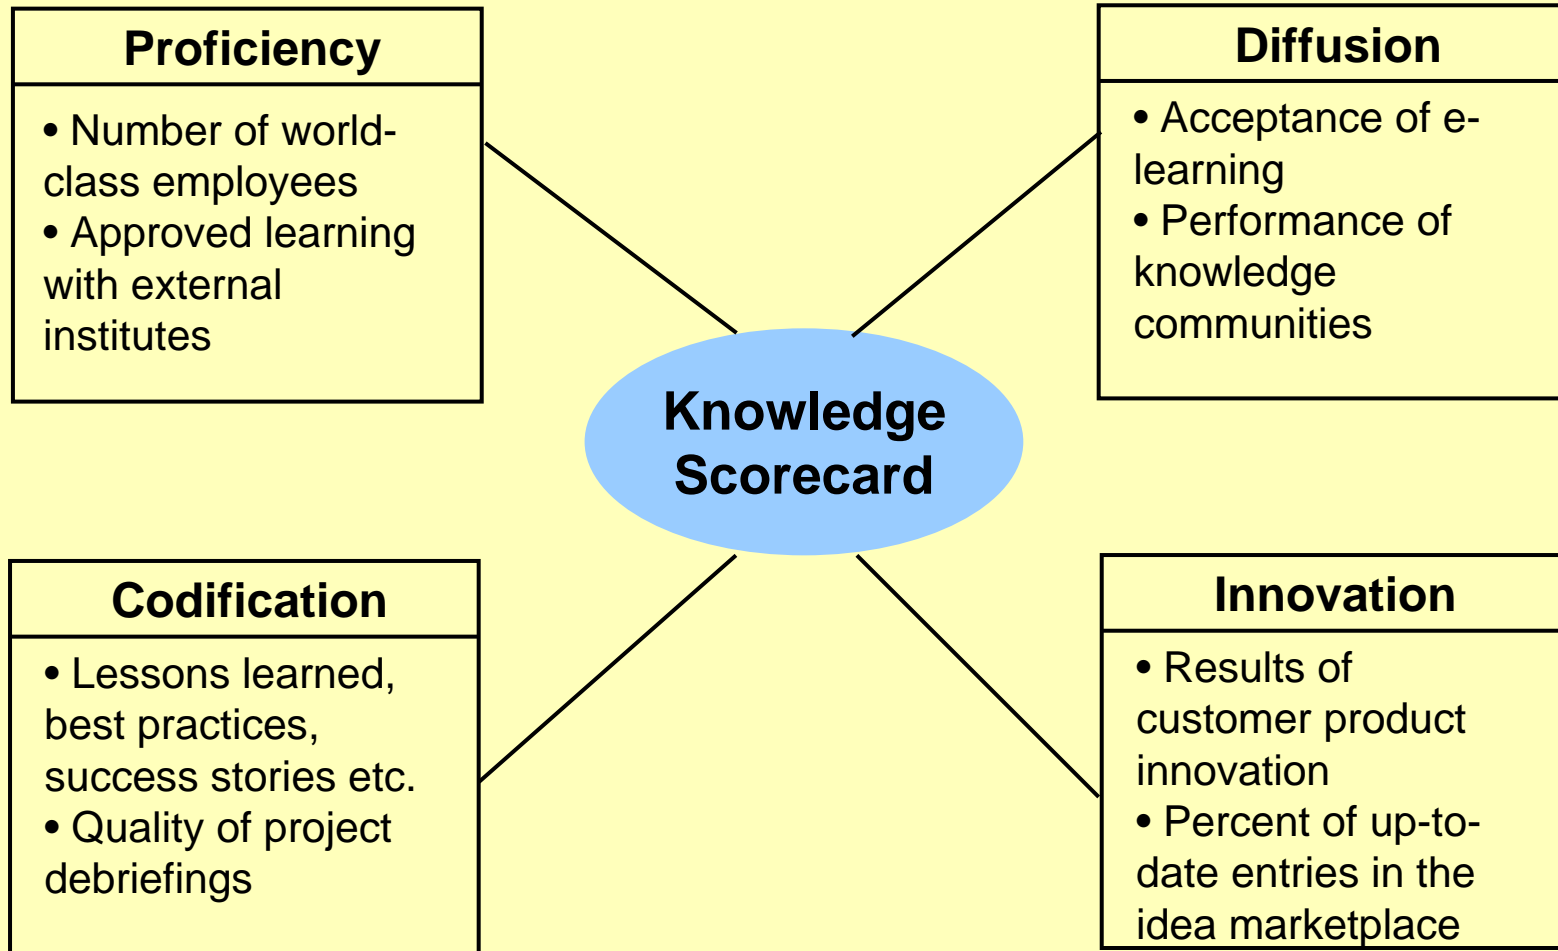 Proficiency
• Number of world-
class employees
• Approved learning
with external
institutes
Diffusion
• Acceptance of e-
learning
• Performance of
knowledge
communities
Knowledge
Scorecard
Codification
• Lessons learned,
best practices,
success stories etc.
• Quality of project
debriefings
Innovation
• Results of
customer product
innovation
• Percent of up-to-
date entries in the
idea marketplace